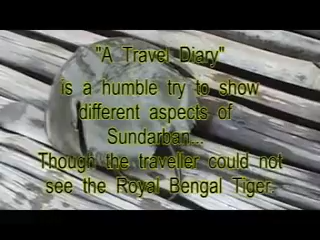 "A Travel Diary"
is a humble try to show
different aspects of
Sundarban...
Though the traveller could not
see the Royal Bengal Tiger.